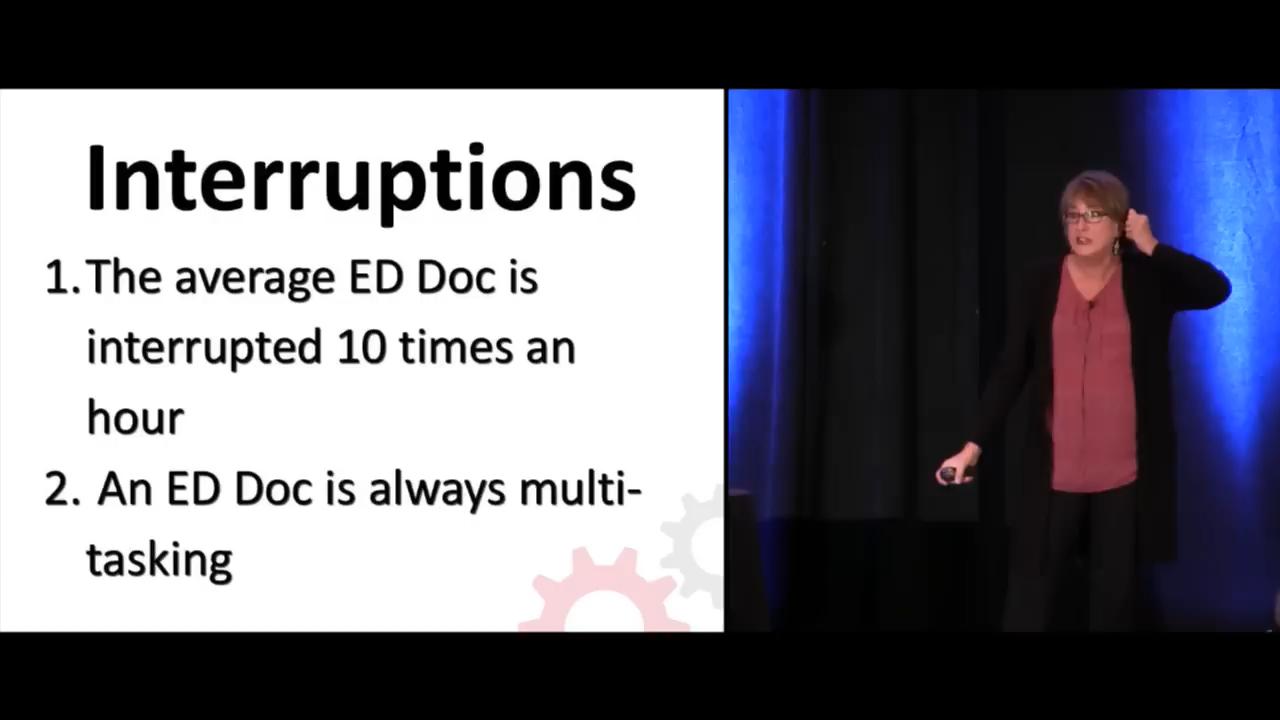 Interruptions
1. The average ED Doc is
interrupted 10 times an
hour
2. An ED Doc is always multi-
tasking